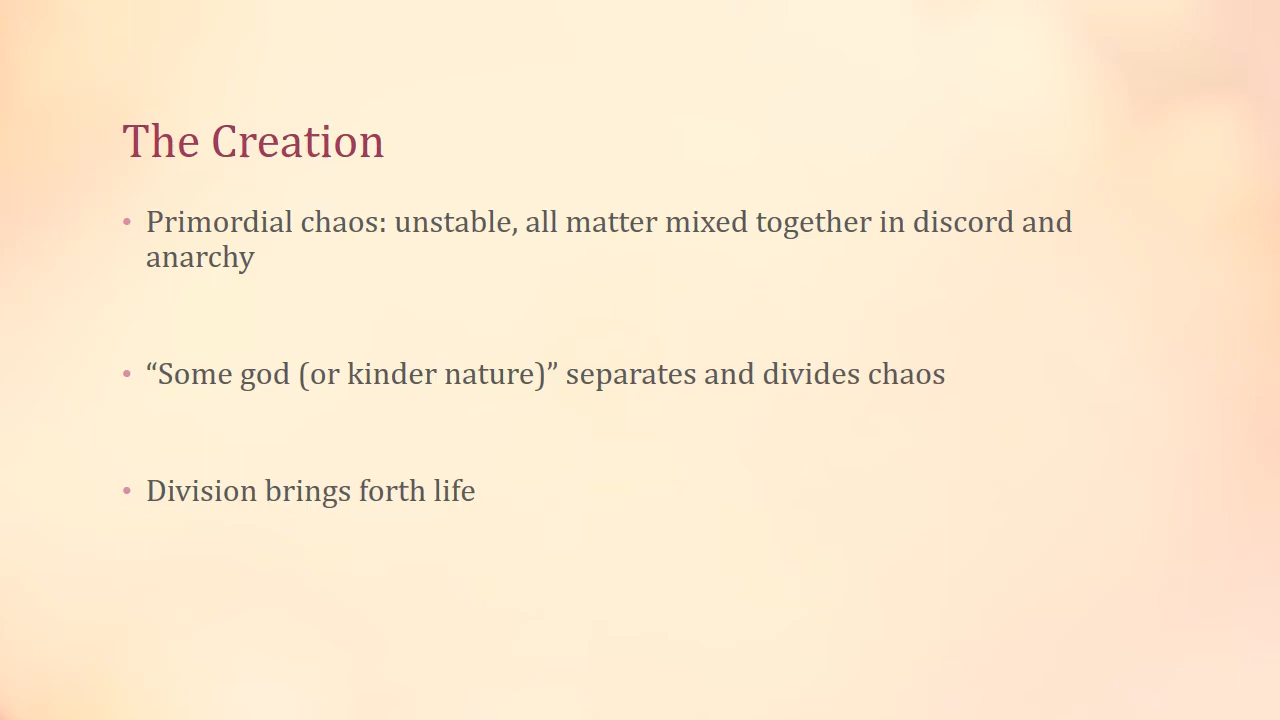 The Creation
• Primordial chaos: unstable, all matter mixed together in discord and
anarchy
• “Some god (or kinder nature)” separates and divides chaos
• Division brings forth life